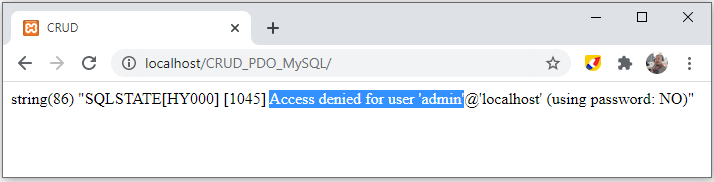 CRUD
localhost/CRUD_PDO_MySQL/
string(86) "SQLSTATE[HY000] [1045] Access denied for user 'admin'@'localhost' (using password: NO)"